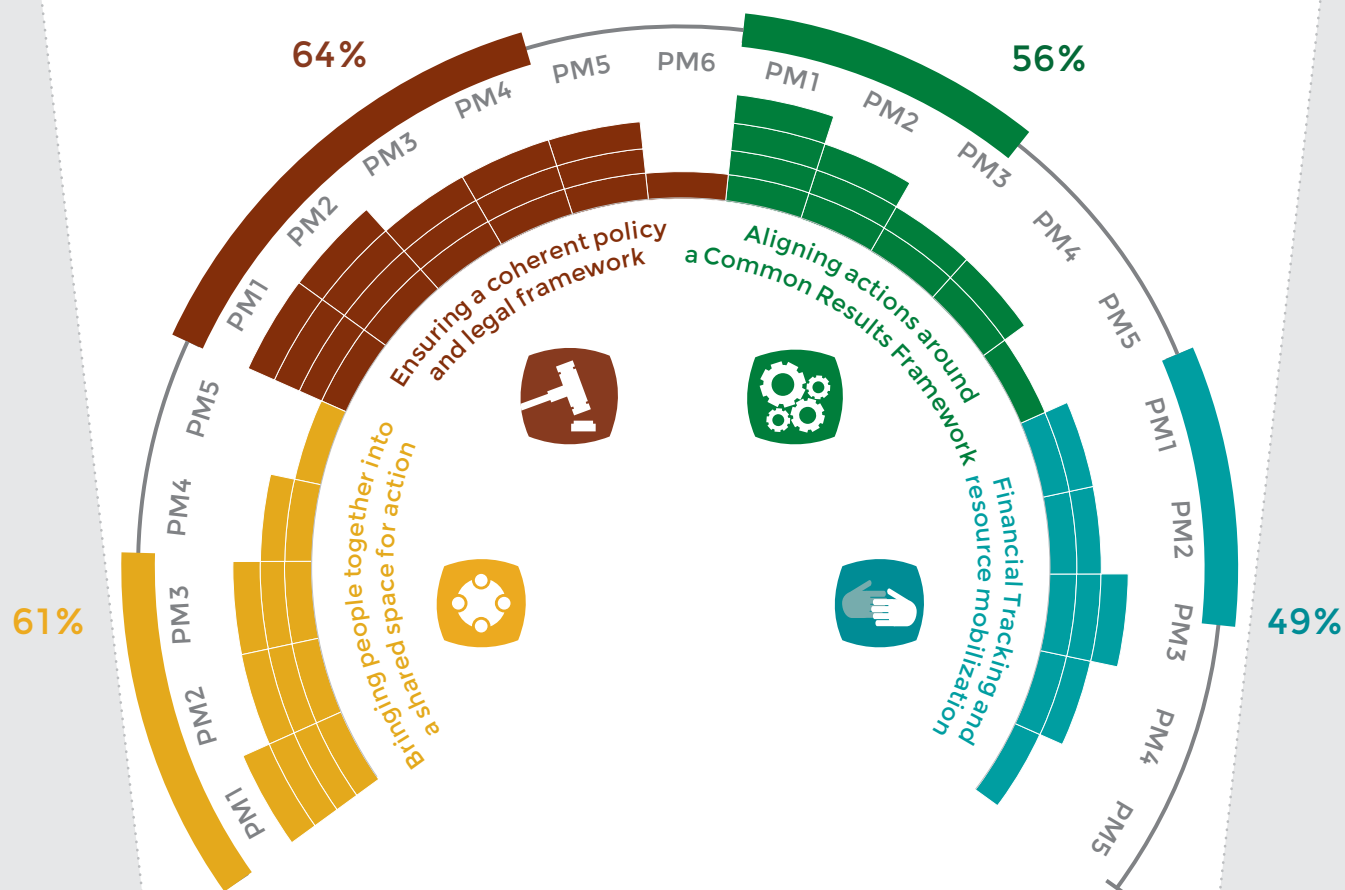 61%
PM1
PM2
PM3
PM4
PM5
Bringing people together into
a shared space for action
64%
PM1
PM2
PM3
PM4
PM5
PM6
Ensuring a coherent policy
and legal framework
56%
PM1
PM2
PM3
PM4
PM5
Aligning actions around
a Common Results Framework
49%
PM1
PM2
PM3
PM4
PM5
Financial Tracking and
resource mobilization